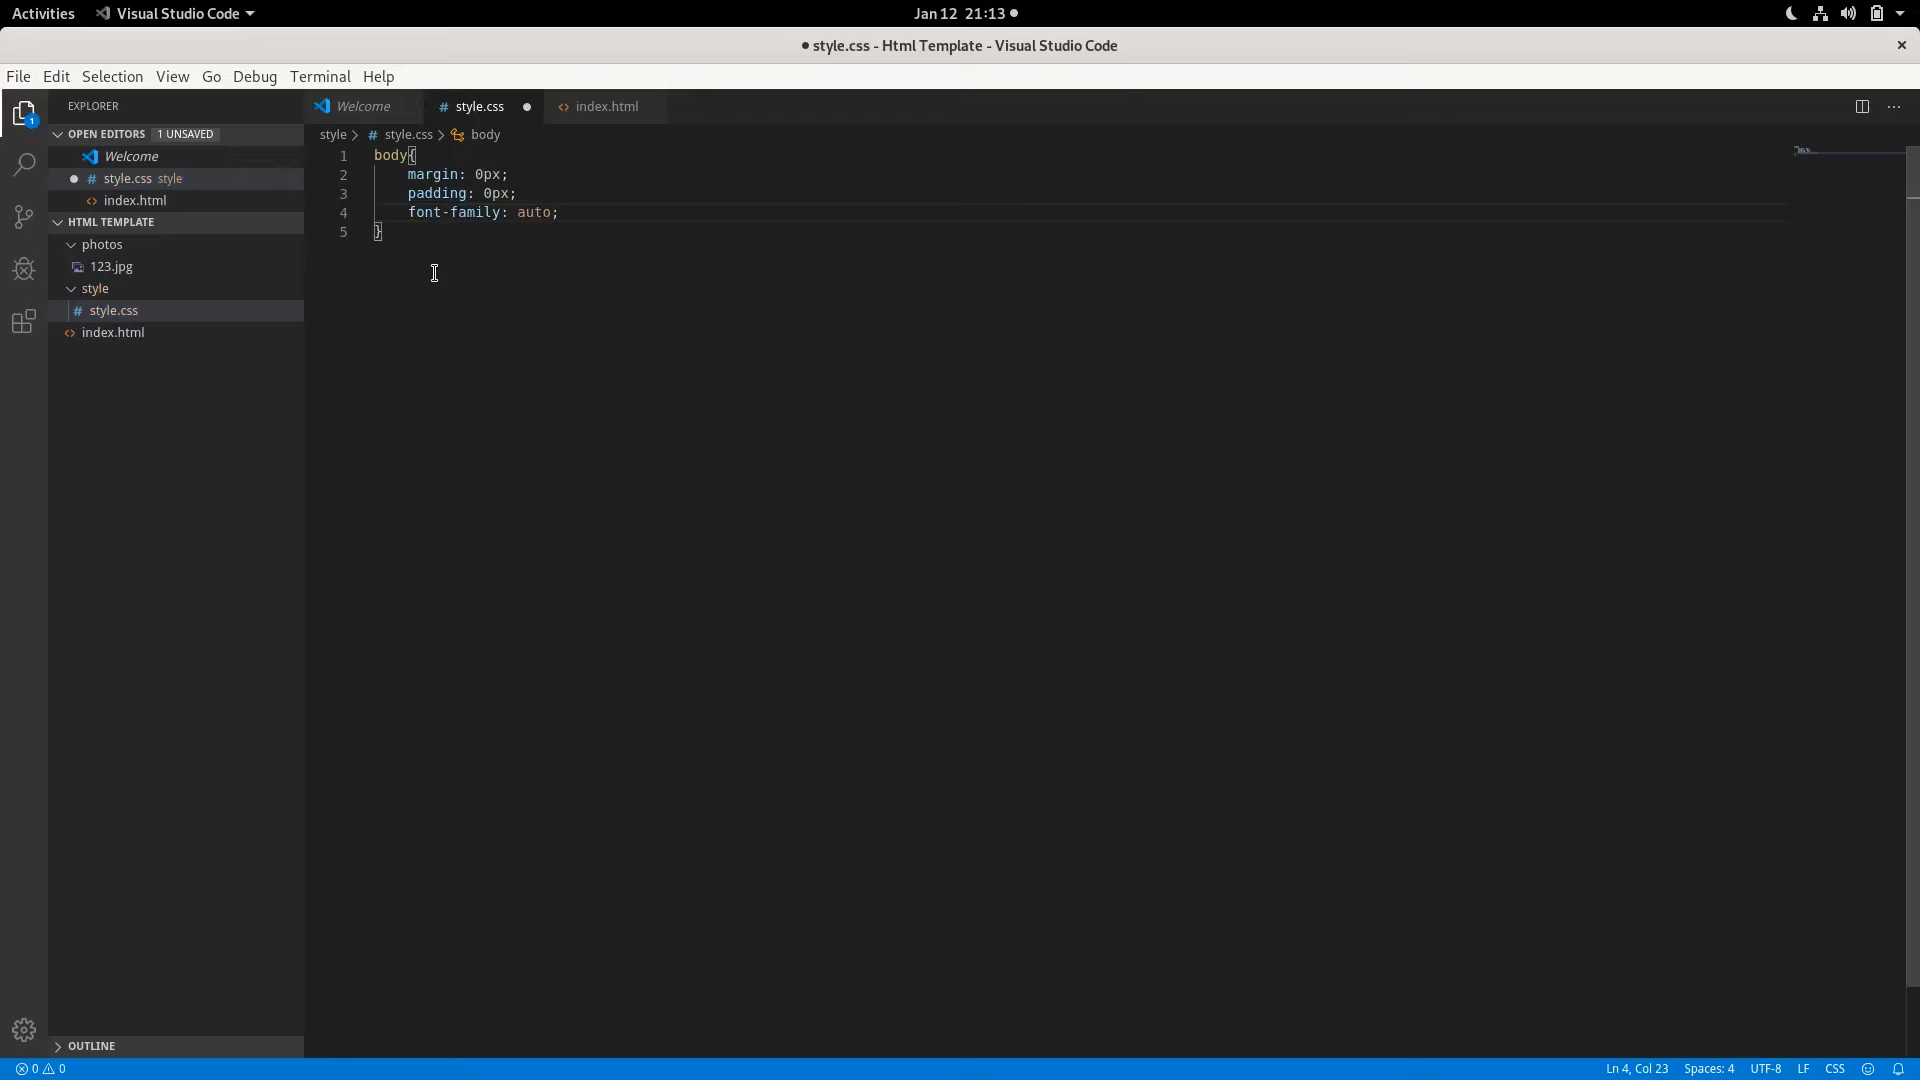 Activities Visual Studio Code Jan 12 21:13
● style.css - Html Template - Visual Studio Code ×
File Edit Selection View Go Debug Terminal Help
EXPLORER
1
OPEN EDITORS 1 UNSAVED
Welcome
# style.css style
<> index.html
HTML TEMPLATE
photos
123.jpg
style
# style.css
<> index.html
OUTLINE
Welcome # style.css ● <> index.html ···
style > # style.css > body
1 body{
2 margin: 0px;
3 padding: 0px;
4 font-family: auto;
5 }
0 0 Ln 4, Col 23 Spaces: 4 UTF-8 LF CSS